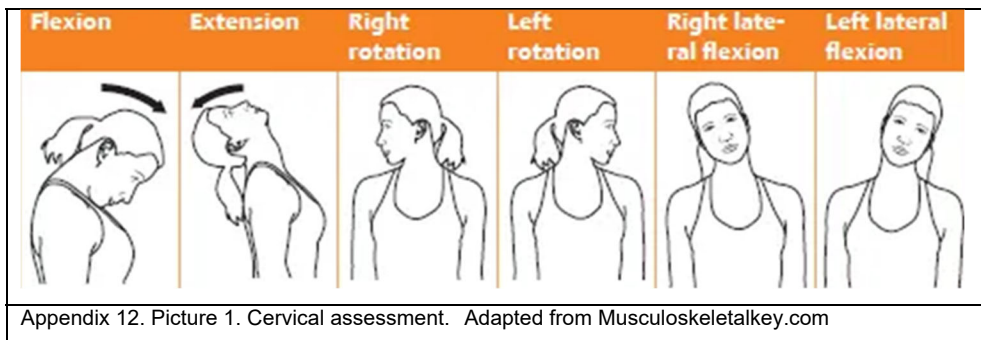 Flexion
Extension
Right
rotation
Left
rotation
Right late-
ral flexion
Left lateral
flexion
Appendix 12. Picture 1. Cervical assessment. Adapted from Musculoskeletalkey.com